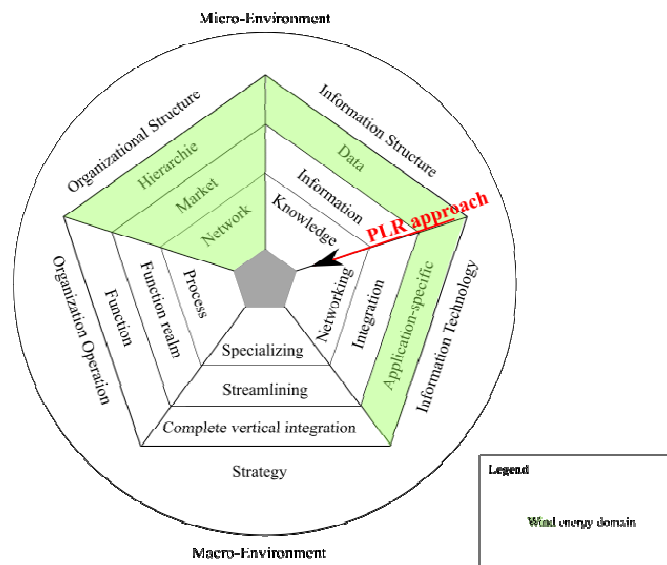 Micro-Environment
Organizational Structure
Hierarchie
Market
Network
Information Structure
Data
Information
Knowledge
PLR approach
Organization Operation
Function
Function realm
Process
Networking
Integration
Application-specific
Information Technology
Specializing
Streamlining
Complete vertical integration
Strategy
Macro-Environment
Legend
Wind energy domain